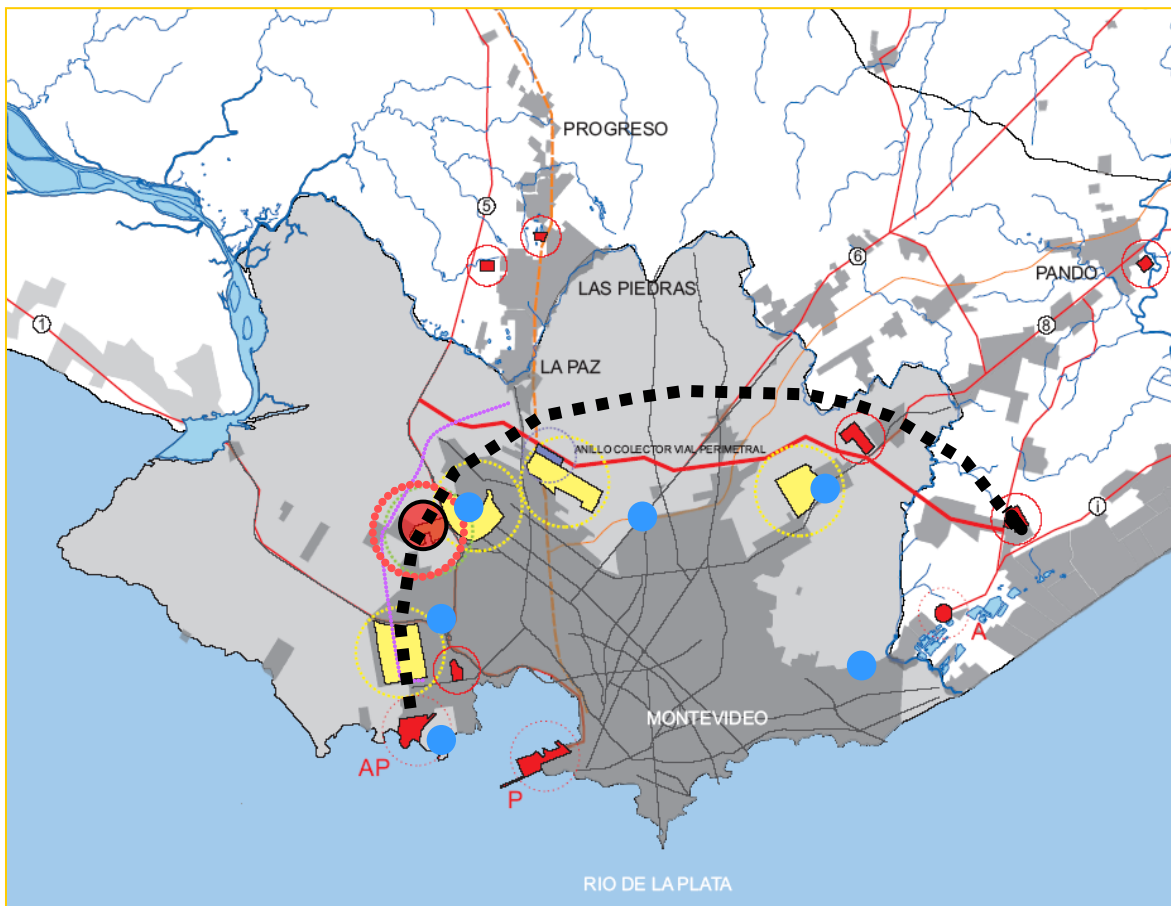 PROGRESO
5
6
PANDO
LAS PIEDRAS
1
8
LA PAZ
ANILLO COLECTOR VIAL PERIMETRAL
i
A
MONTEVIDEO
AP
P
RIO DE LA PLATA